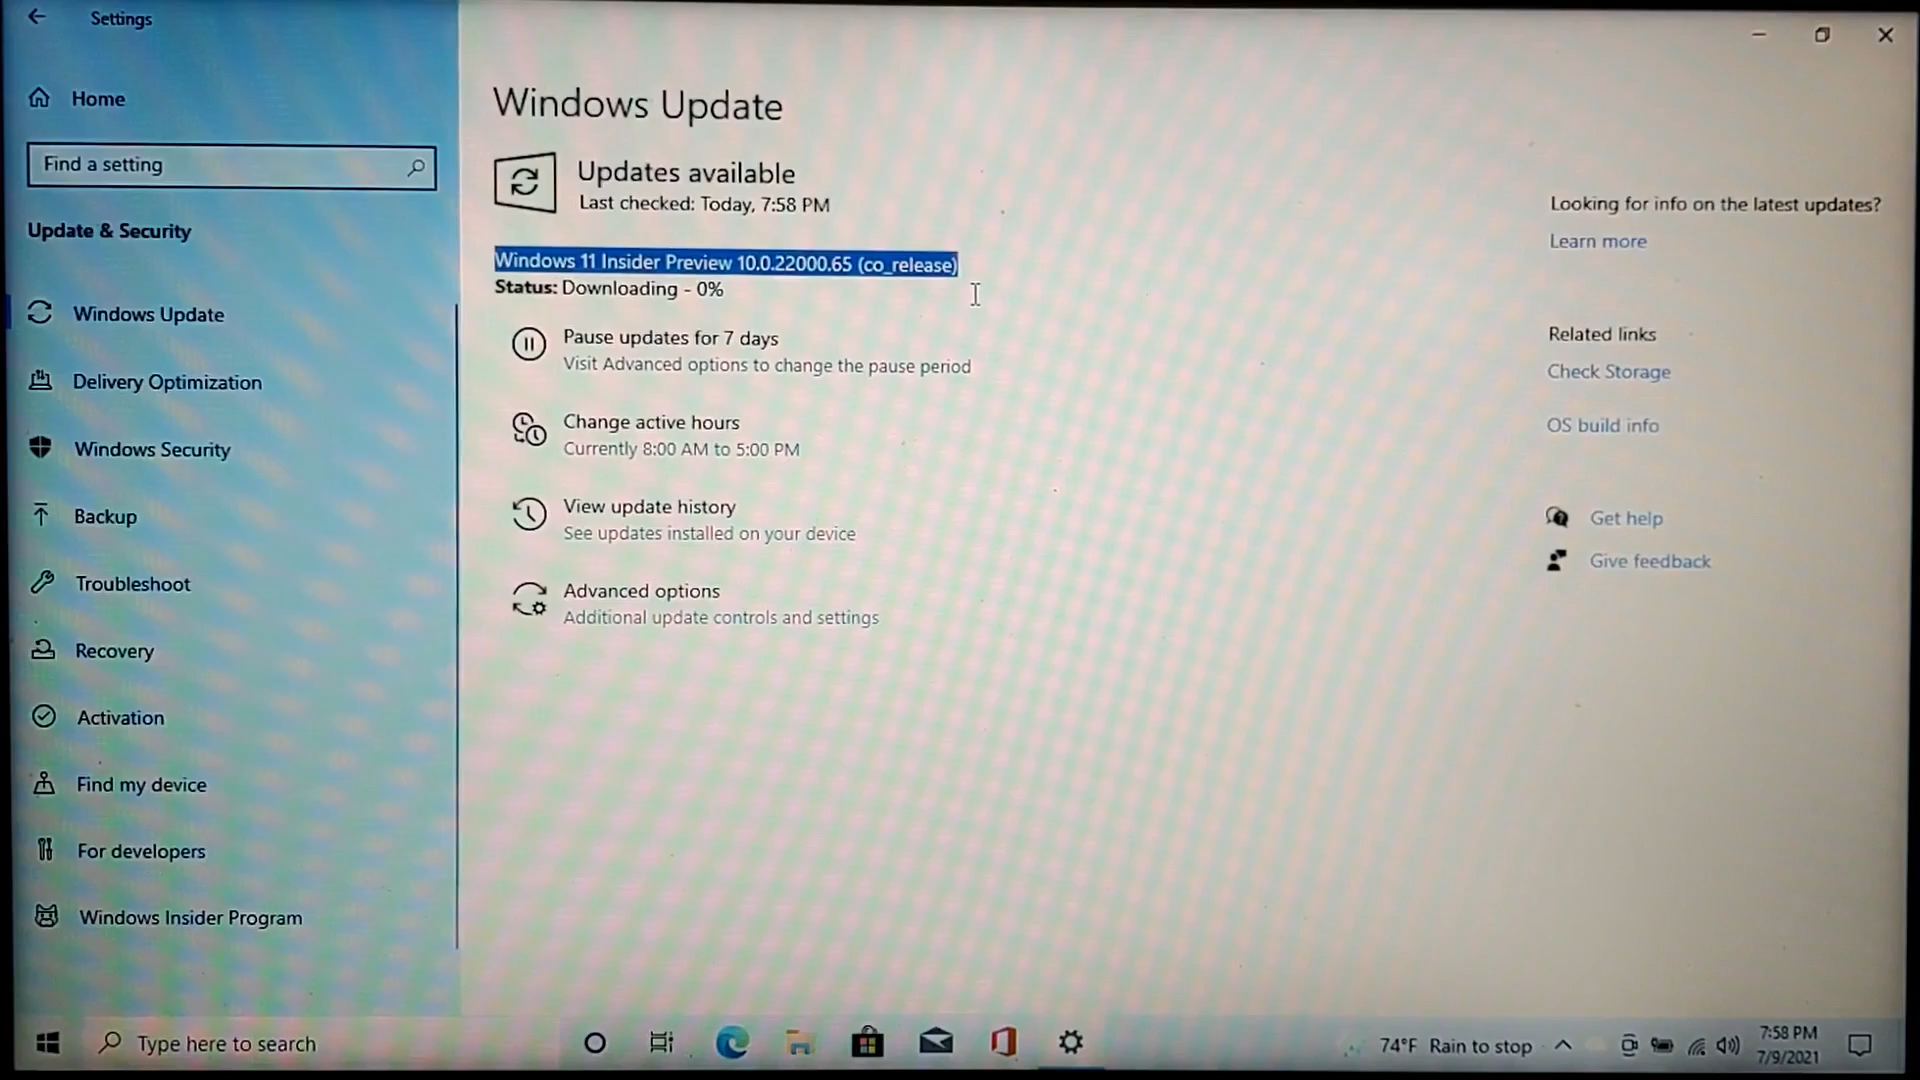 Settings
Home
Find a setting
Update & Security
Windows Update
Delivery Optimization
Windows Security
Backup
Troubleshoot
Recovery
Activation
Find my device
For developers
Windows Insider Program
Windows Update
Updates available
Last checked: Today, 7:58 PM
Windows 11 Insider Preview 10.0.22000.65 (co_release)
Status: Downloading - 0%
Pause updates for 7 days
Visit Advanced options to change the pause period
Change active hours
Currently 8:00 AM to 5:00 PM
View update history
See updates installed on your device
Advanced options
Additional update controls and settings
Looking for info on the latest updates?
Learn more
Related links
Check Storage
OS build info
Get help
Give feedback
Type here to search
74°F Rain to stop
7:58 PM
7/9/2021